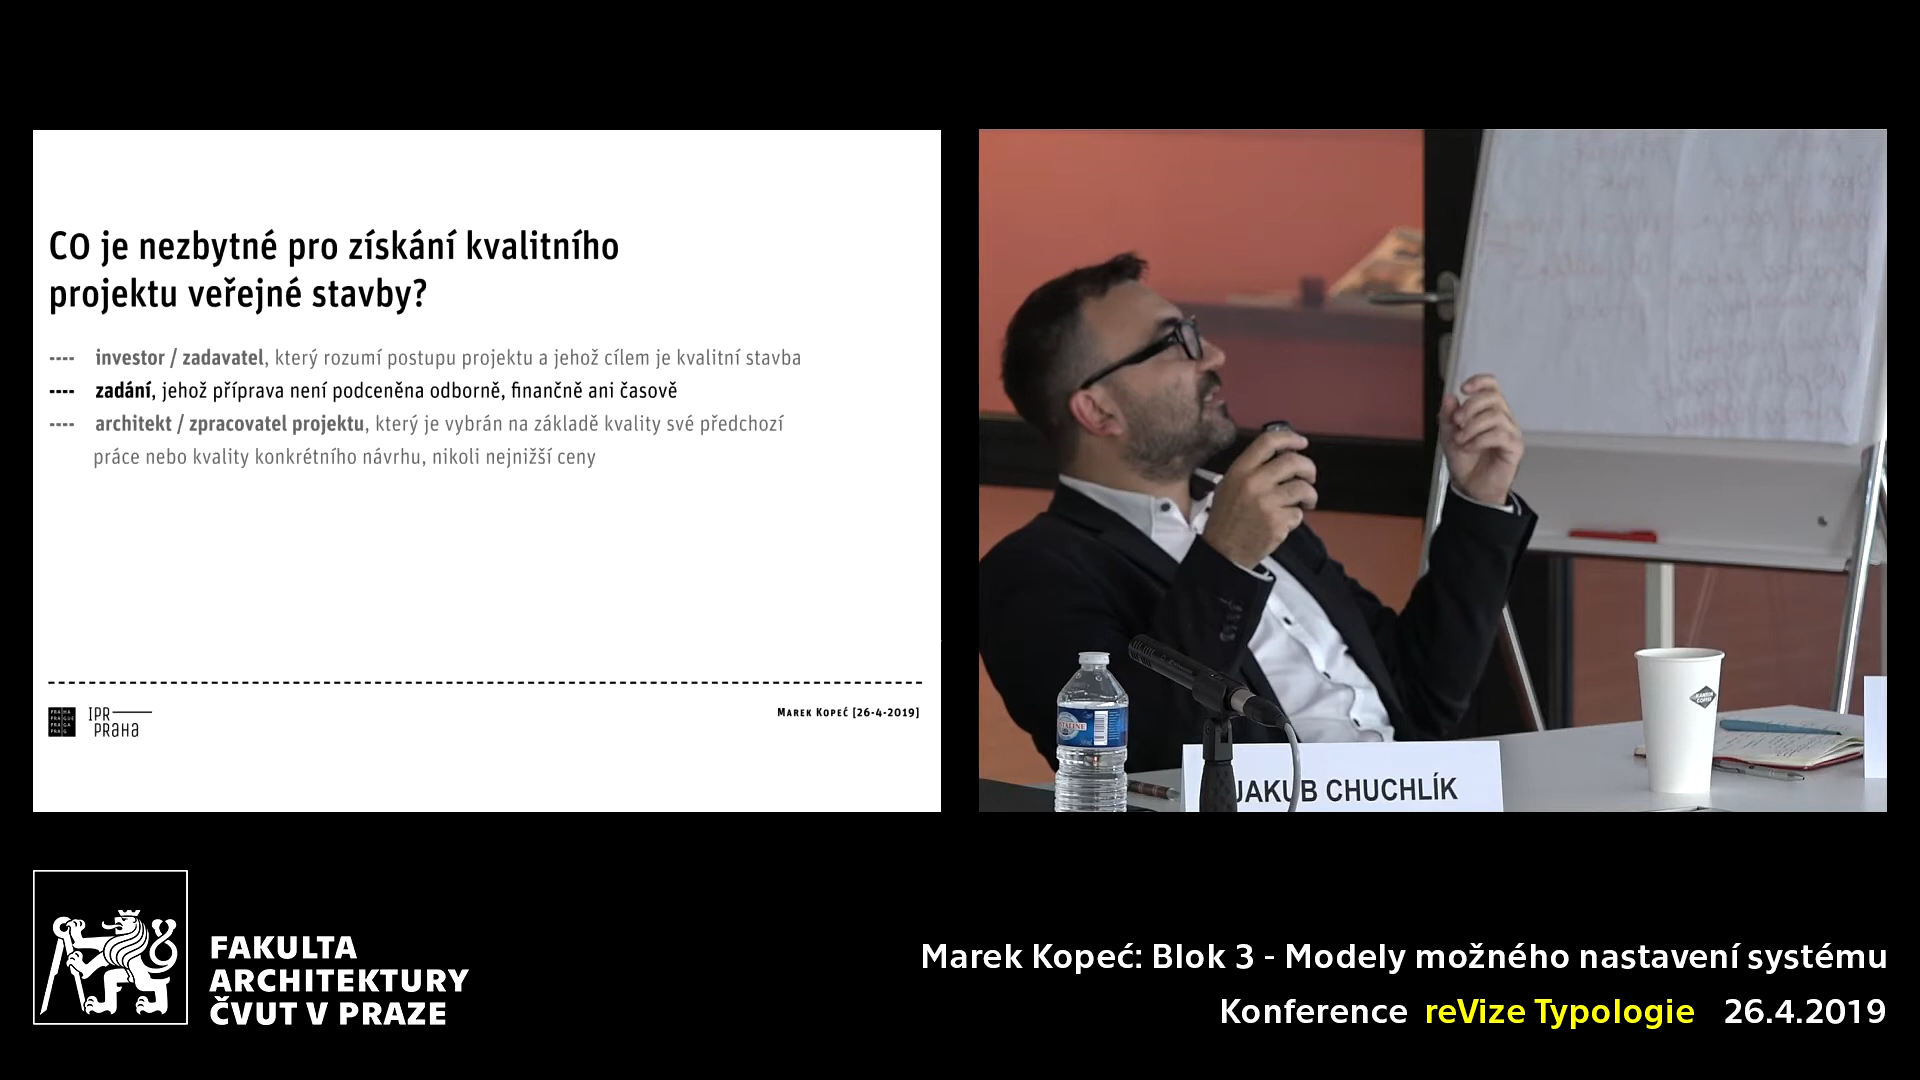 CO je nezbytné pro získání kvalitního
projektu veřejné stavby?
---- investor / zadavatel, který rozumí postupu projektu a jehož cílem je kvalitní stavba
---- zadání, jehož příprava není podceněna odborně, finančně ani časově
---- architekt / zpracovatel projektu, který je vybrán na základě kvality své předchozí
práce nebo kvality konkrétního návrhu, nikoli nejnižší ceny
IPR
PRAHA
MAREK KOPEĆ [26-4-2019]
JAKUB CHUCHLÍK
FAKULTA
ARCHITEKTURY
ČVUT V PRAZE
Marek Kopeć: Blok 3 - Modely možného nastavení systému
Konference reVize Typologie 26.4.2019